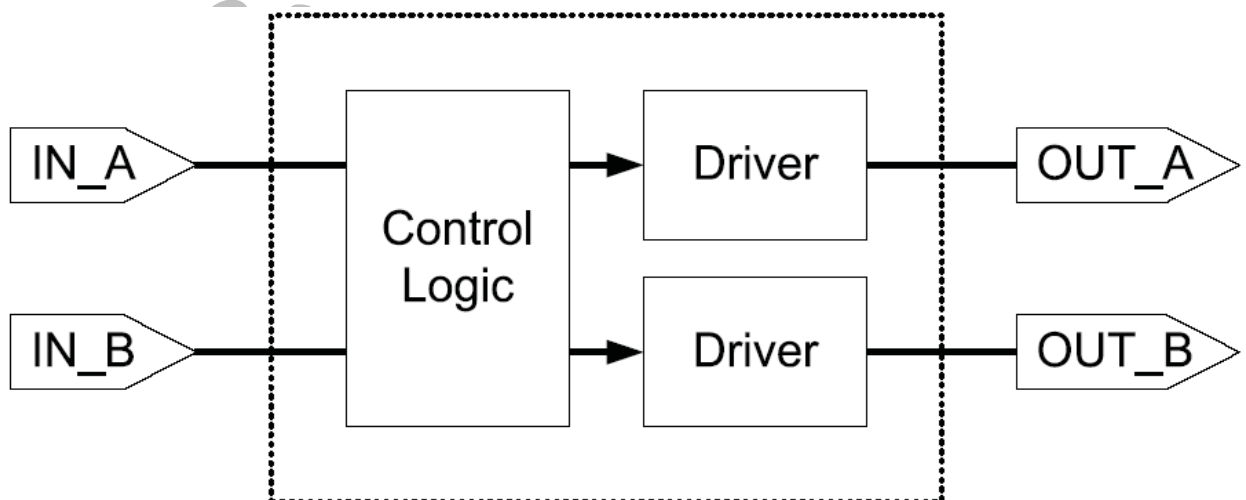 IN_A
Control
Logic
Driver
OUT_A
IN_B
Driver
OUT_B